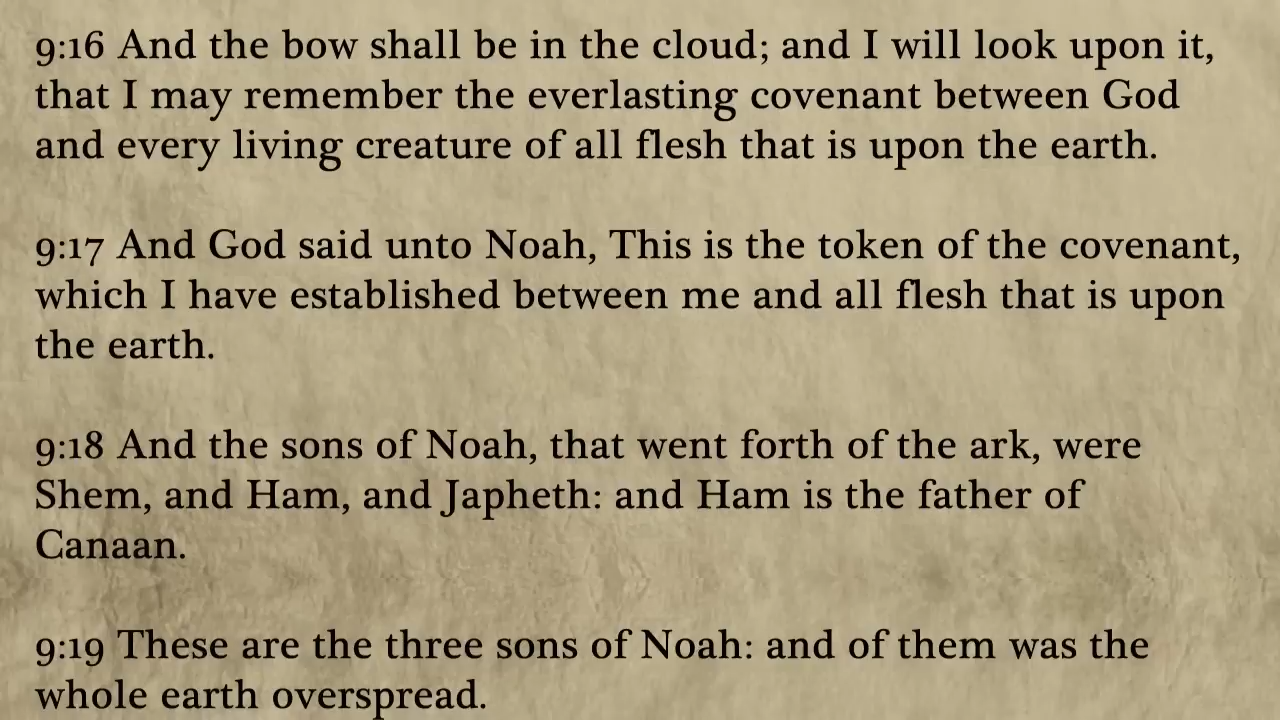 9:16 And the bow shall be in the cloud; and I will look upon it,
that I may remember the everlasting covenant between God
and every living creature of all flesh that is upon the earth.
9:17 And God said unto Noah, This is the token of the covenant,
which I have established between me and all flesh that is upon
the earth.
9:18 And the sons of Noah, that went forth of the ark, were
Shem, and Ham, and Japheth: and Ham is the father of
Canaan.
9:19 These are the three sons of Noah: and of them was the
whole earth overspread.